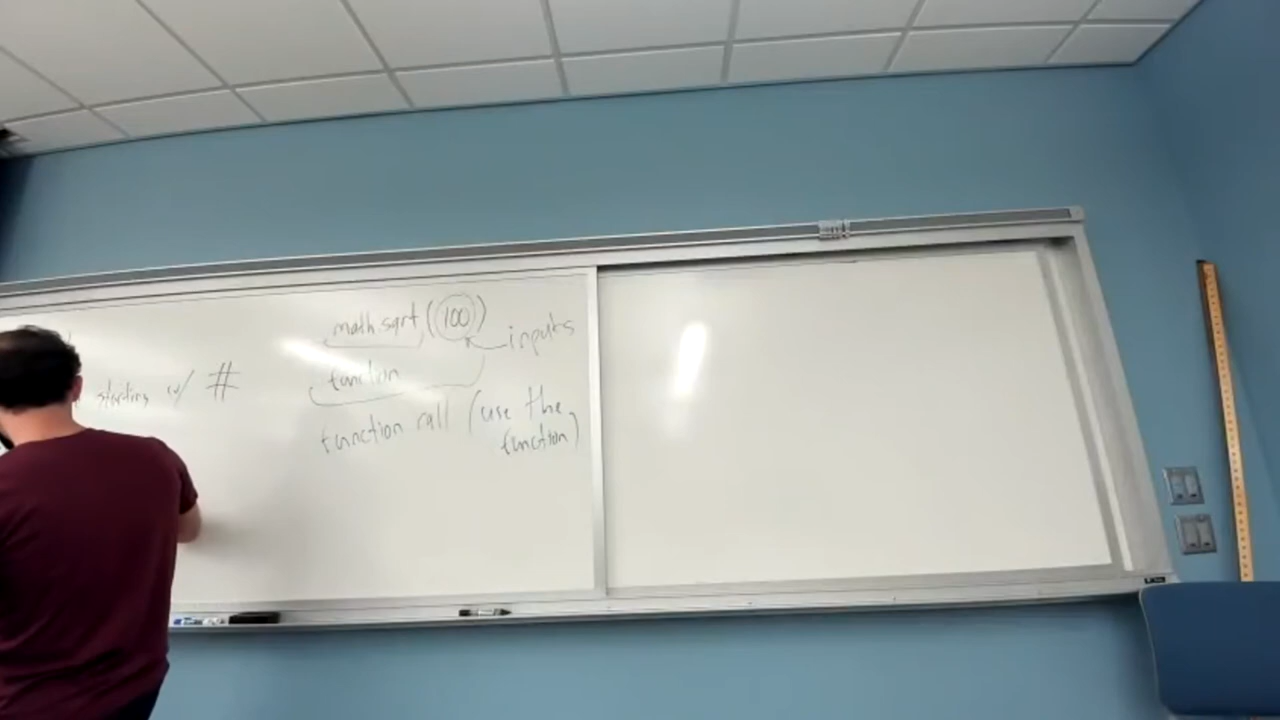 starting w/ #
math.sqrt(100)
inputs
function
function call (use the
function)